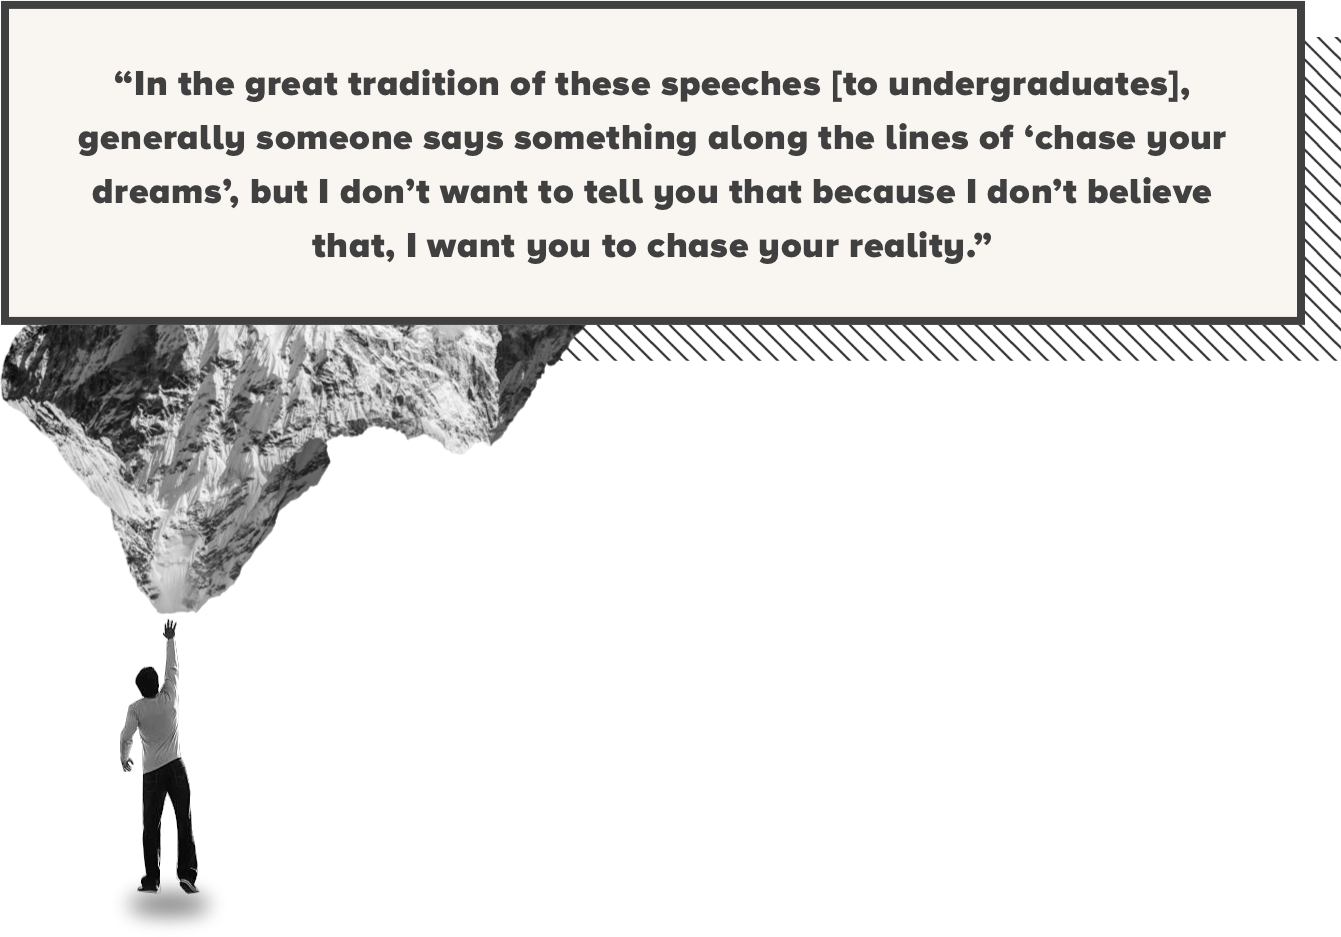 “In the great tradition of these speeches [to undergraduates],
generally someone says something along the lines of ‘chase your
dreams’, but I don’t want to tell you that because I don’t believe
that, I want you to chase your reality.”